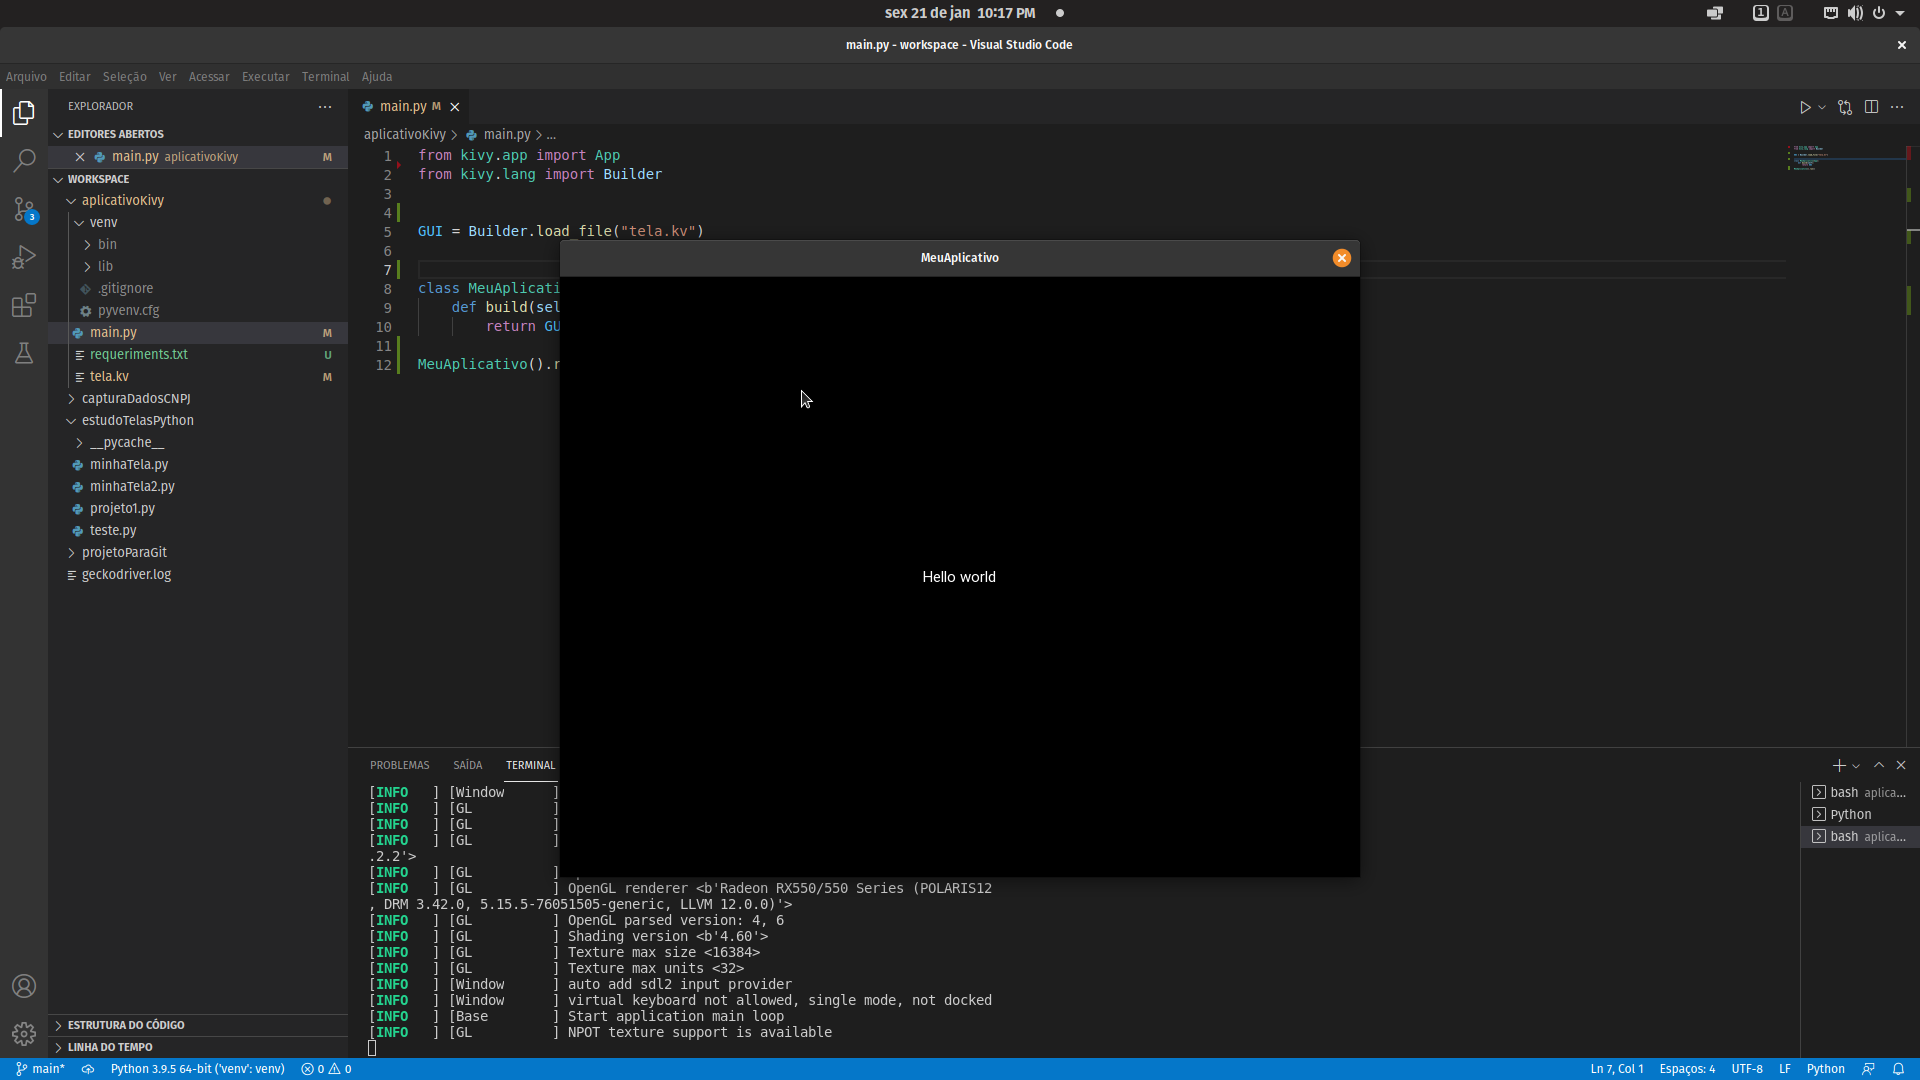 sex 21 de jan  10:17 PM
1
A
main.py - workspace - Visual Studio Code
Arquivo Editar Seleção Ver Acessar Executar Terminal Ajuda
EXPLORADOR
EDITORES ABERTOS
main.py aplicativoKivy M
WORKSPACE
aplicativoKivy
venv
bin
lib
.gitignore
pyvenv.cfg
main.py M
requeriments.txt U
tela.kv M
capturaDadosCNPJ
estudoTelasPython
__pycache__
minhaTela.py
minhaTela2.py
projeto1.py
teste.py
projetoParaGit
geckodriver.log
ESTRUTURA DO CÓDIGO
LINHA DO TEMPO
3
main.py M
aplicativoKivy > main.py > ...
1 from kivy.app import App
2 from kivy.lang import Builder
3
4
5 GUI = Builder.load_file("tela.kv")
6
7
8 class MeuAplicati
9 def build(sel
10 return GU
11
12 MeuAplicativo().r
MeuAplicativo
Hello world
PROBLEMAS SAÍDA TERMINAL
[INFO   ] [Window      ]
[INFO   ] [GL          ]
[INFO   ] [GL          ]
[INFO   ] [GL          ]
.2.2'>
[INFO   ] [GL          ]
[INFO   ] [GL          ] OpenGL renderer <b'Radeon RX550/550 Series (POLARIS12
, DRM 3.42.0, 5.15.5-76051505-generic, LLVM 12.0.0)'>
[INFO   ] [GL          ] OpenGL parsed version: 4, 6
[INFO   ] [GL          ] Shading version <b'4.60'>
[INFO   ] [GL          ] Texture max size <16384>
[INFO   ] [GL          ] Texture max units <32>
[INFO   ] [Window      ] auto add sdl2 input provider
[INFO   ] [Window      ] virtual keyboard not allowed, single mode, not docked
[INFO   ] [Base        ] Start application main loop
[INFO   ] [GL          ] NPOT texture support is available
bash aplica...
Python
bash aplica...
main* Python 3.9.5 64-bit ('venv': venv) 0 0
Ln 7, Col 1 Espaços: 4 UTF-8 LF Python